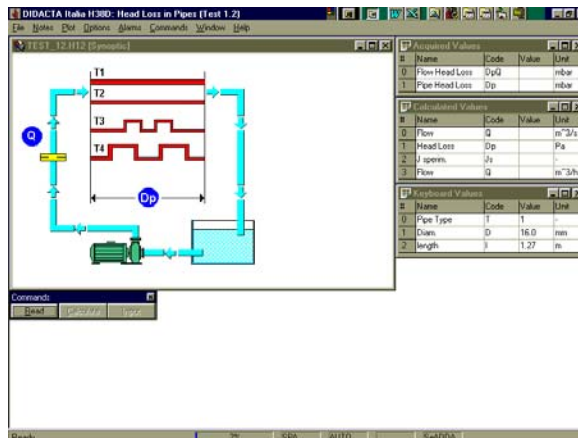 DIDACTA Italia H38D: Head Loss in Pipes (Test 1.2)
File Notes Plot Options Alarms Commands Window Help
TEST_12.H12 (Synoptic)
T1
T2
T3
T4
Q
Dp
Acquired Values
# Name Code Value Unit
0 Flow Head Loss DpQ mbar
1 Pipe Head Loss Dp mbar
Calculated Values
# Name Code Value Unit
0 Flow Q m^3/s
1 Head Loss Dp Pa
2 J sperim. Js -
3 Flow Q m^3/h
Keyboard Values
# Name Code Value Unit
0 Pipe Type T 1 -
1 Diam. D 16.0 mm
2 length l 1,27 m
Commands
Read Calculate Input
Ready 2% SPA AUTO